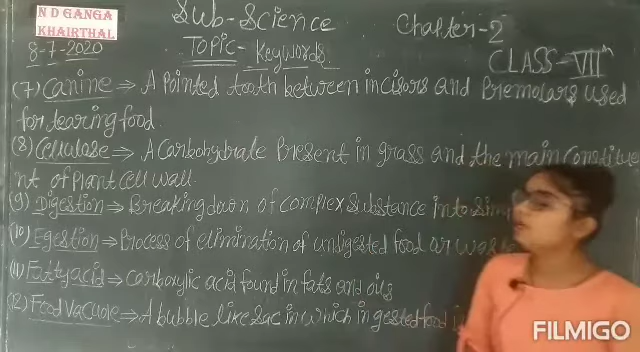 N D GANGA
KHAIRTHAL
Sub-Science
Chapter-2
8-7-2020
TOPIC- Keywords.
CLASS-VIIth
(7) Canine => A Pointed tooth between incisors and Premolars used
for tearing food.
(8) Cellulose => A Carbohydrate Present in grass and the main Constitue
nt of Plant cell wall.
(9) Digestion => Breaking down of complex Substance into
(10) Egestion => Process of elimination of undigested food or
(11) Fatty acid => Carboxylic acid found in fats and oils
(12) Food Vacuole => A bubble like Sac in which ingested food
FILMIGO